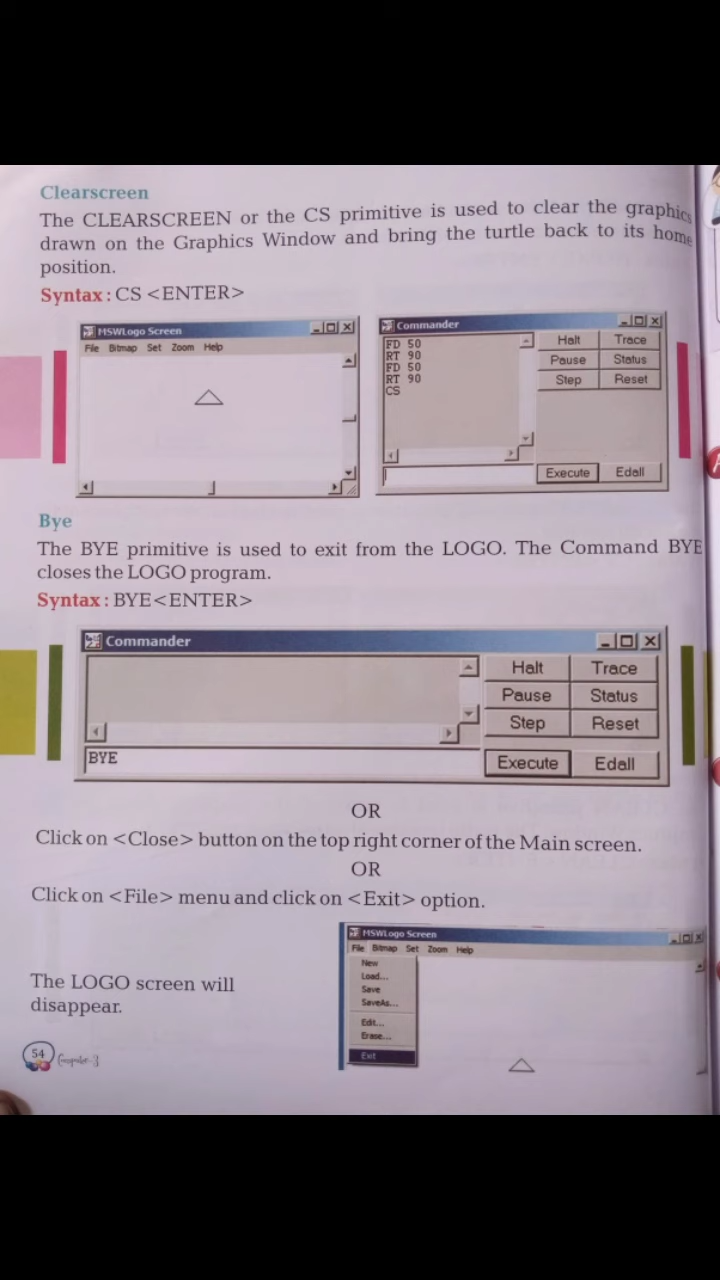 Clearscreen
The CLEARSCREEN or the CS primitive is used to clear the graphics
drawn on the Graphics Window and bring the turtle back to its home
position.
Syntax : CS <ENTER>
MSWLogo Screen
File Bitmap Set Zoom Help
Commander
FD 50
RT 90
FD 50
RT 90
CS
Halt Trace
Pause Status
Step Reset
Execute Edall
Bye
The BYE primitive is used to exit from the LOGO. The Command BYE
closes the LOGO program.
Syntax : BYE<ENTER>
Commander
Halt Trace
Pause Status
Step Reset
BYE
Execute Edall
OR
Click on <Close> button on the top right corner of the Main screen.
OR
Click on <File> menu and click on <Exit> option.
MSWLogo Screen
File Bitmap Set Zoom Help
New
Load...
Save
SaveAs...
Edit...
Erase...
Exit
The LOGO screen will
disappear.
54 Computer-3